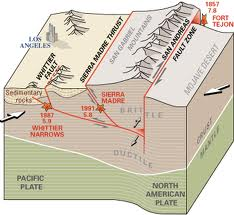 1857
7.8
FORT
TEJON
LOS
ANGELES
WHITTIER
FAULT
SIERRA MADRE THRUST
SAN GABRIEL
MOUNTAINS
SAN ANDREAS
FAULT ZONE
MOJAVE DESERT
Sedimentary
rocks
1987
5.9
WHITTIER
NARROWS
1991
5.8
SIERRA
MADRE
BRITTLE
DUCTILE
CRUST
MANTLE
PACIFIC
PLATE
NORTH
AMERICAN
PLATE